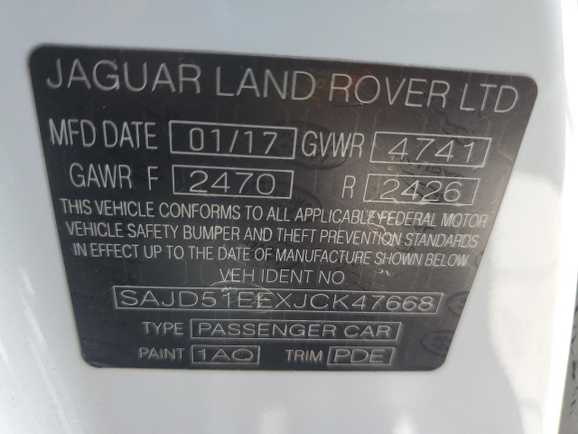 JAGUAR LAND ROVER LTD
MFD DATE 01/17 GVWR 4741
GAWR F 2470 R 2426
THIS VEHICLE CONFORMS TO ALL APPLICABLE FEDERAL MOTOR
VEHICLE SAFETY BUMPER AND THEFT PREVENTION STANDARDS
IN EFFECT UP TO THE DATE OF MANUFACTURE SHOWN ABOVE
VEH IDENT NO
SAJD51EEXJCK47668
TYPE PASSENGER CAR
PAINT 1AO TRIM PDE